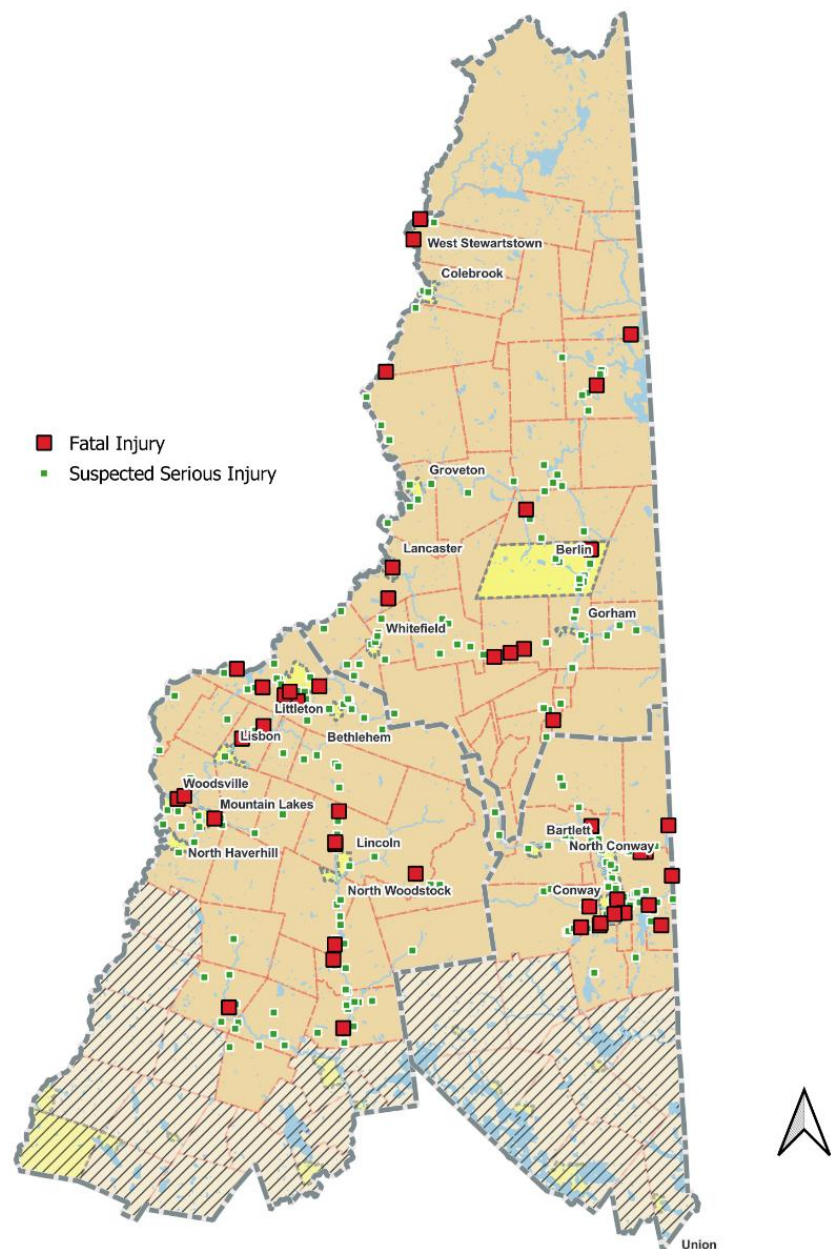 West Stewartstown
Colebrook
Fatal Injury
Suspected Serious Injury
Groveton
Lancaster
Berlin
Gorham
Whitefield
Littleton
Lisbon
Bethlehem
Woodsville
Mountain Lakes
Bartlett
Lincoln
North Conway
North Haverhill
North Woodstock
Conway
Union